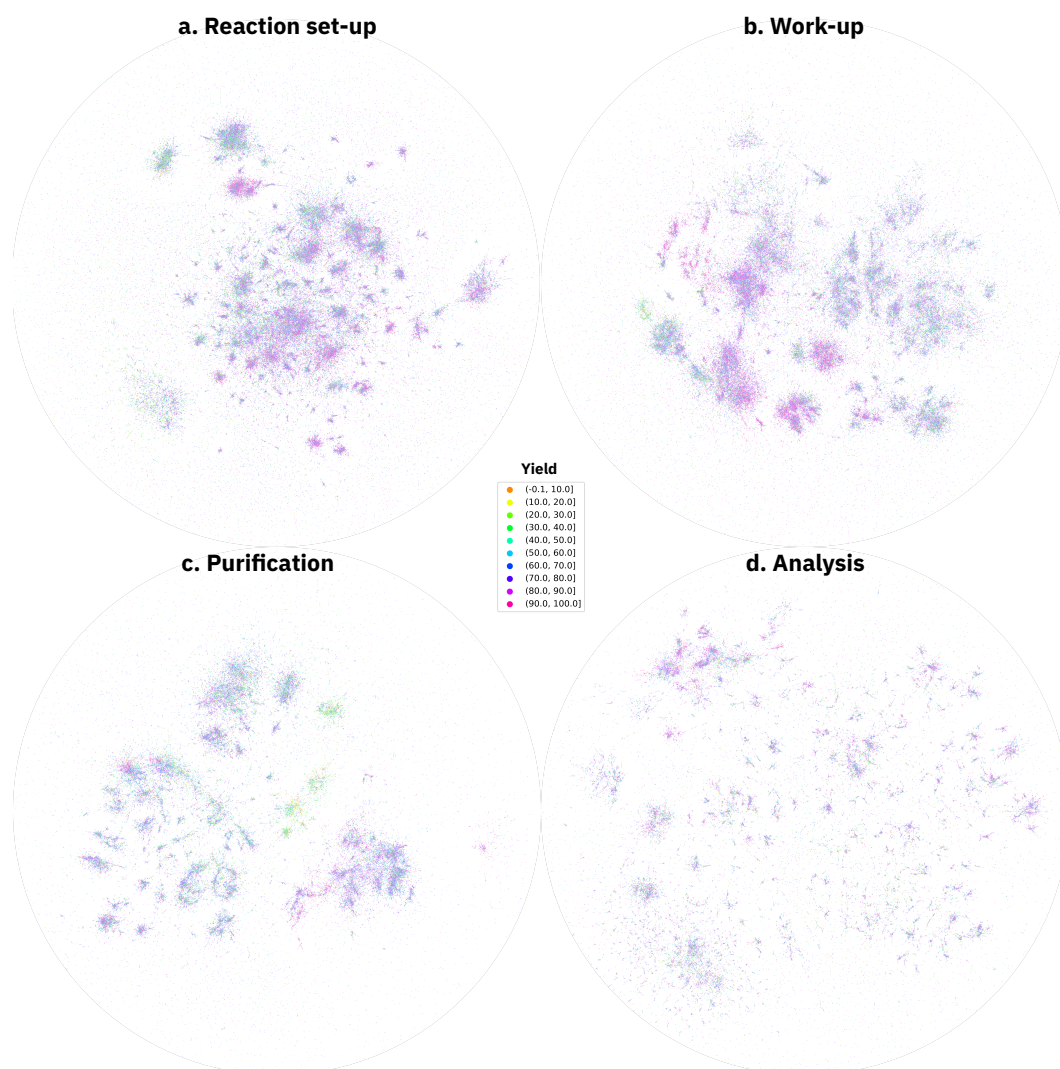 a. Reaction set-up
b. Work-up
Yield
(-0.1, 10.0]
(10.0, 20.0]
(20.0, 30.0]
(30.0, 40.0]
(40.0, 50.0]
(50.0, 60.0]
(60.0, 70.0]
(70.0, 80.0]
(80.0, 90.0]
(90.0, 100.0]
c. Purification
d. Analysis